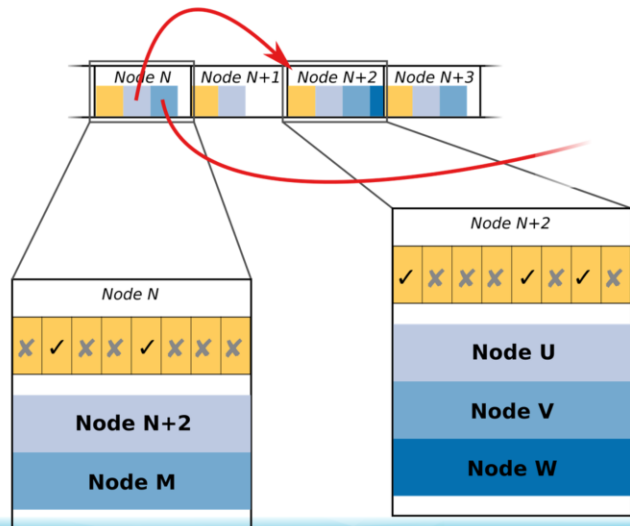 Node N Node N+1 Node N+2 Node N+3
Node N+2
✓ ✘ ✘ ✘ ✓ ✘ ✓ ✘
Node N
✘ ✓ ✘ ✘ ✓ ✘ ✘ ✘
Node U
Node V
Node N+2
Node W
Node M